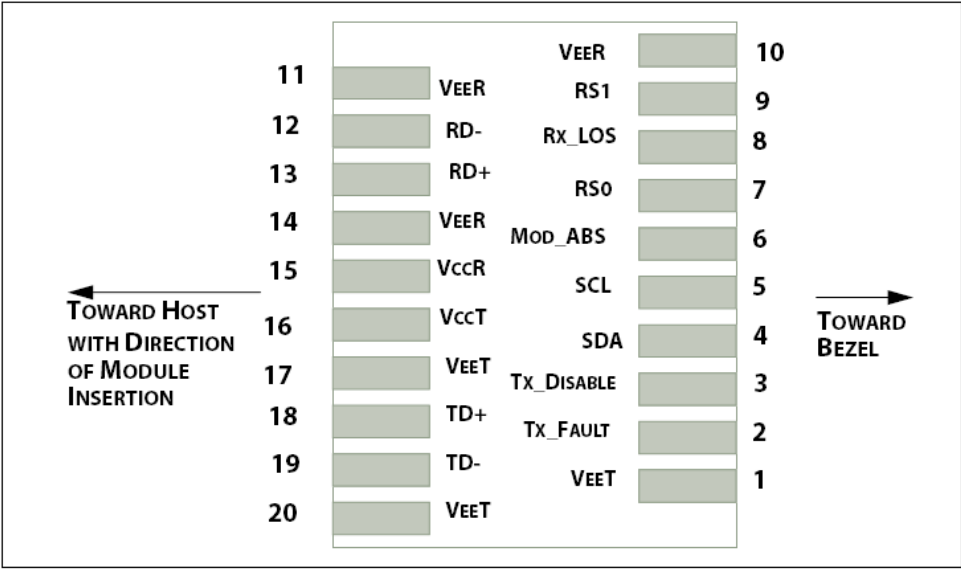 11 VEER
12 RD-
13 RD+
14 VEER
15 VCCR
16 VCCT
17 VEET
18 TD+
19 TD-
20 VEET
VEER 10
RS1 9
RX_LOS 8
RS0 7
MOD_ABS 6
SCL 5
SDA 4
TX_DISABLE 3
TX_FAULT 2
VEET 1
TOWARD HOST
WITH DIRECTION
OF MODULE
INSERTION
TOWARD
BEZEL